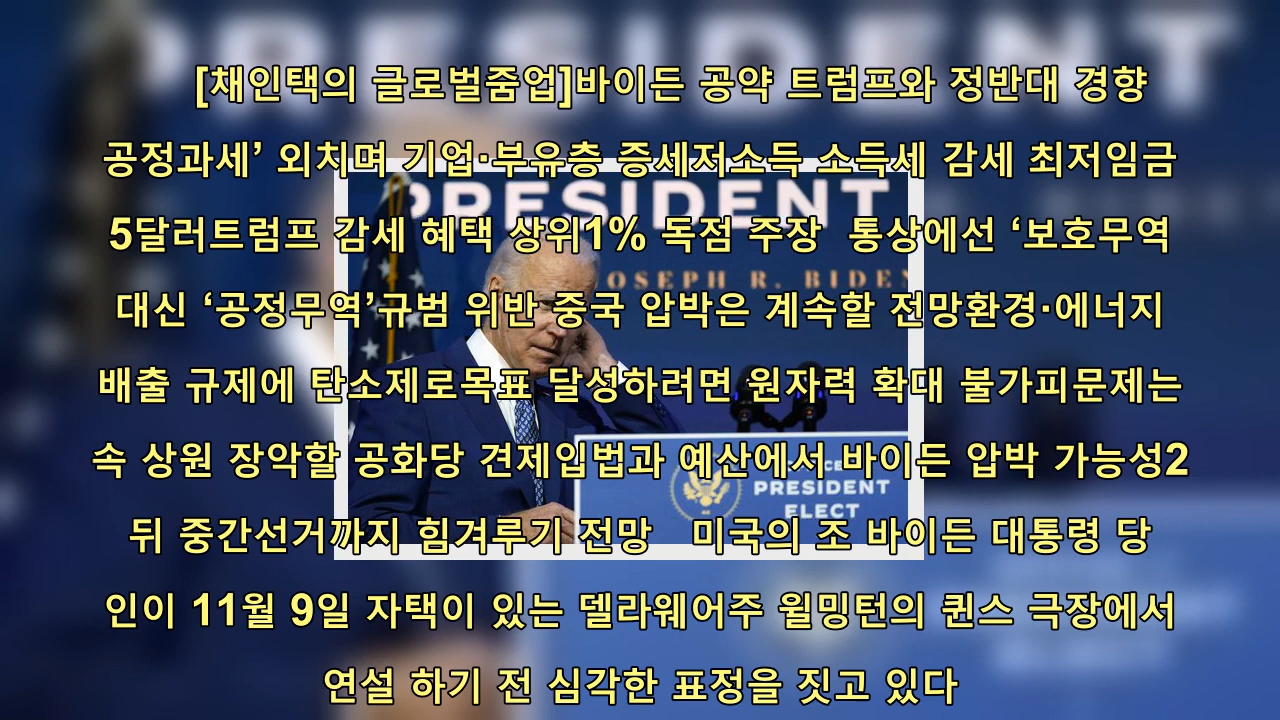 PRESIDENT
[채인택의 글로벌줌업]바이든 공약 트럼프와 정반대 경향
공정과세’ 외치며 기업·부유층 증세저소득 소득세 감세 최저임금
PRESIDENT
5달러트럼프 감세 혜택 상위1% 독점 주장 통상에선 ‘보호무역
OSEPH R. BIDEN
대신 ‘공정무역’규범 위반 중국 압박은 계속할 전망환경·에너지
배출 규제에 탄소제로목표 달성하려면 원자력 확대 불가피문제는
속 상원 장악할 공화당 견제입법과 예산에서 바이든 압박 가능성2
PRESIDENT
ELECT
뒤 중간선거까지 힘겨루기 전망 미국의 조 바이든 대통령 당
인이 11월 9일 자택이 있는 델라웨어주 윌밍턴의 퀸스 극장에서
연설 하기 전 심각한 표정을 짓고 있다